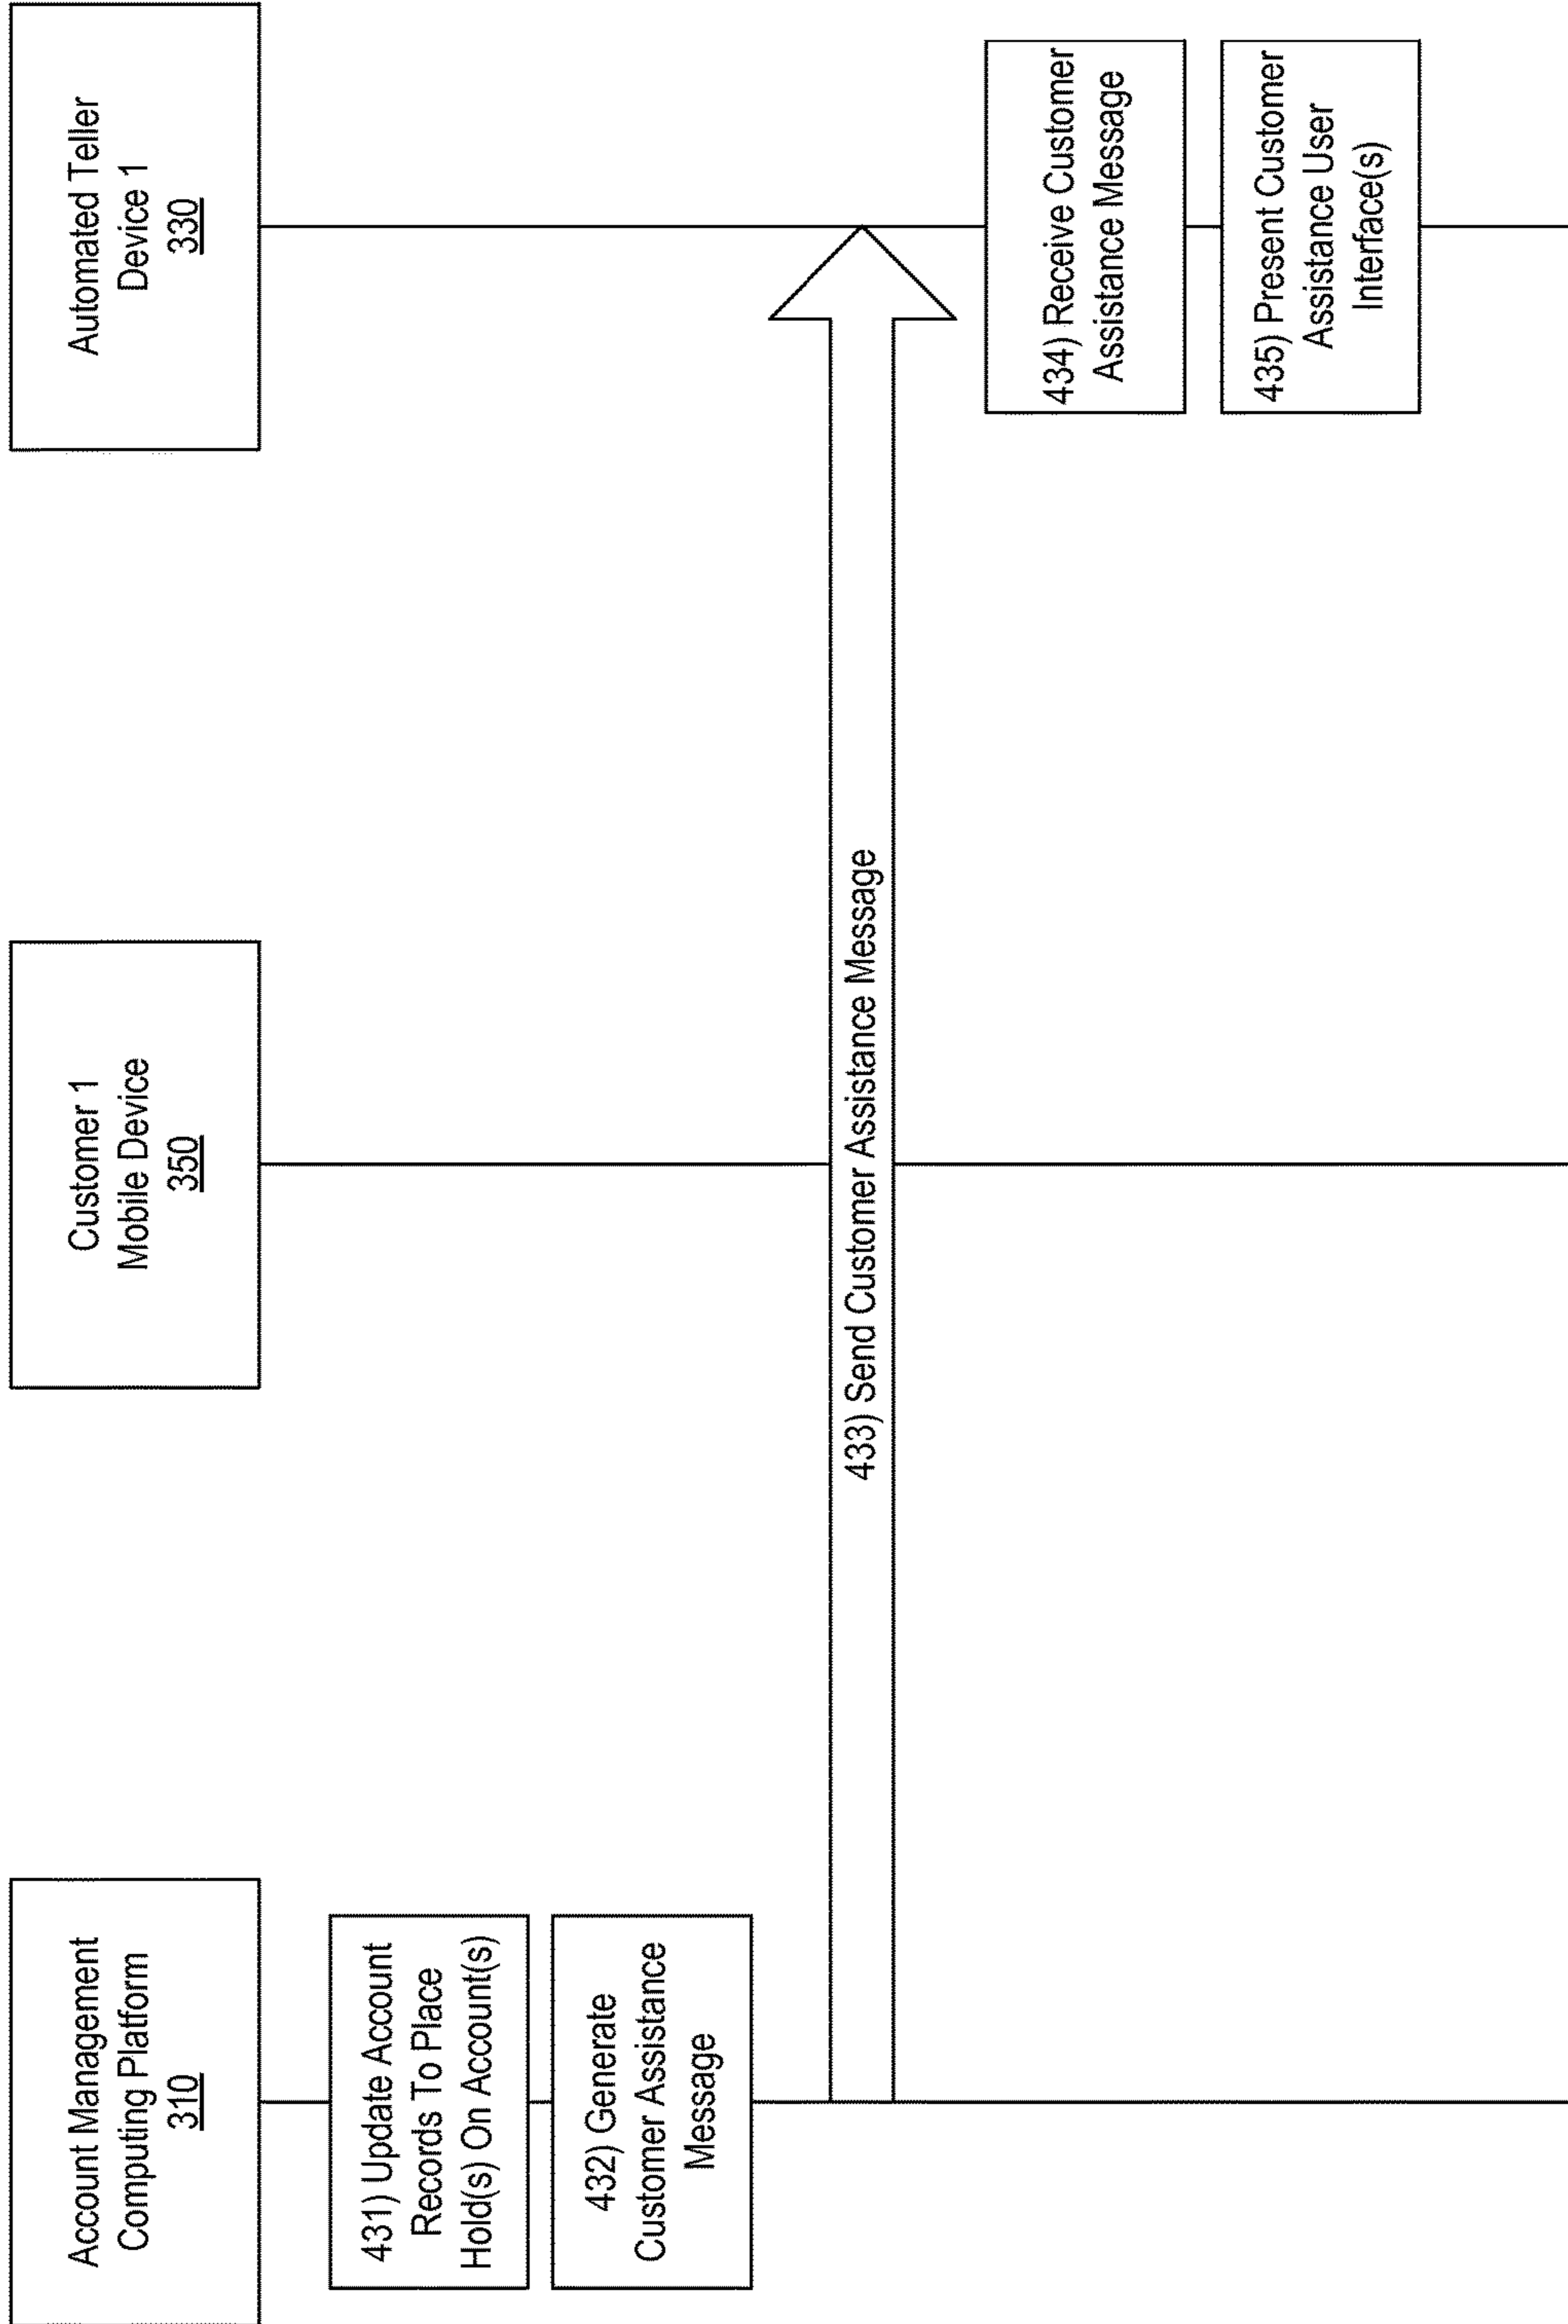 Account Management
Computing Platform
310
Customer 1
Mobile Device
350
Automated Teller
Device 1
330
431) Update Account
Records To Place
Hold(s) On Account(s)
432) Generate
Customer Assistance
Message
433) Send Customer Assistance Message
434) Receive Customer
Assistance Message
435) Present Customer
Assistance User
Interface(s)